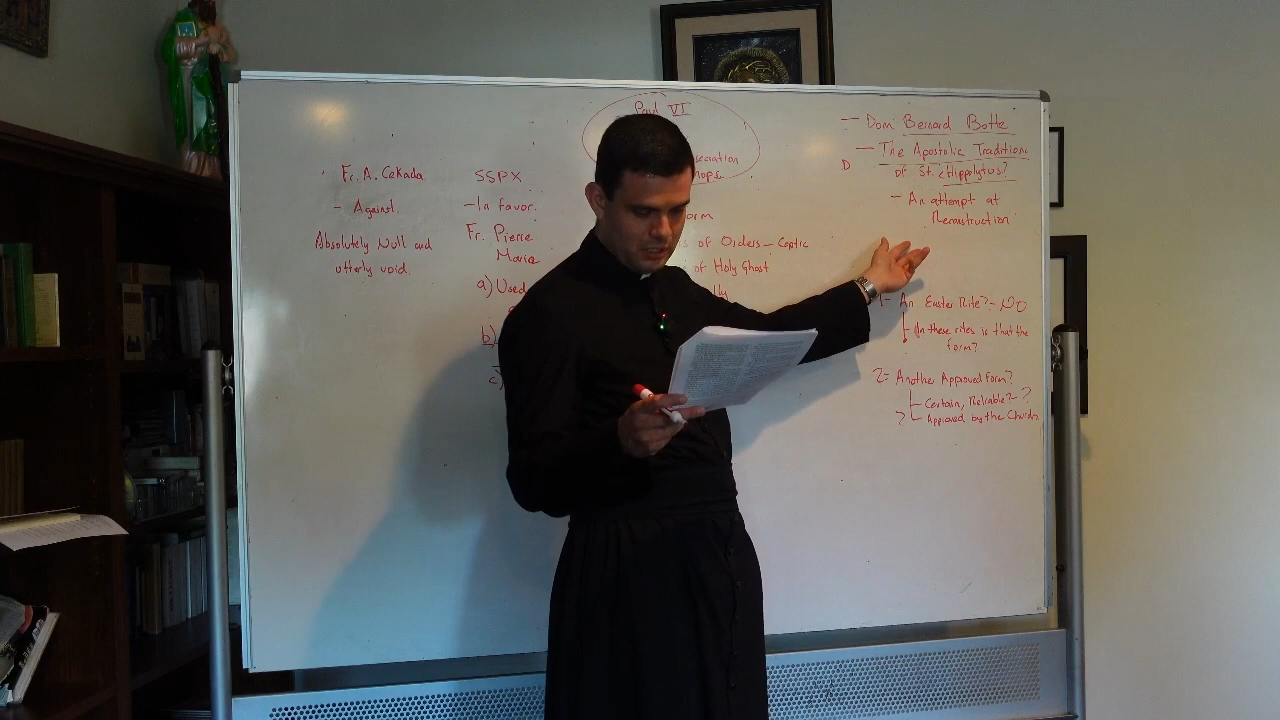 Fr. A. Cekada
- Against.
Absolutely Null and
utterly void.
SSPX
- In favor.
Fr. Pierre
Marie
a) Used
b)
c)
Paul VI
of Orders - Coptic
of Holy Ghost
- Dom Bernard Botte
- The Apostolic Tradition
of St. Hippolytus?
- An attempt at
Reconstruction
D
1- An Easter Rite? - NO
In these rites is that the
form?
2- Another Approved Form?
- Certain, Reliable? ?
? - Approved by the Church.